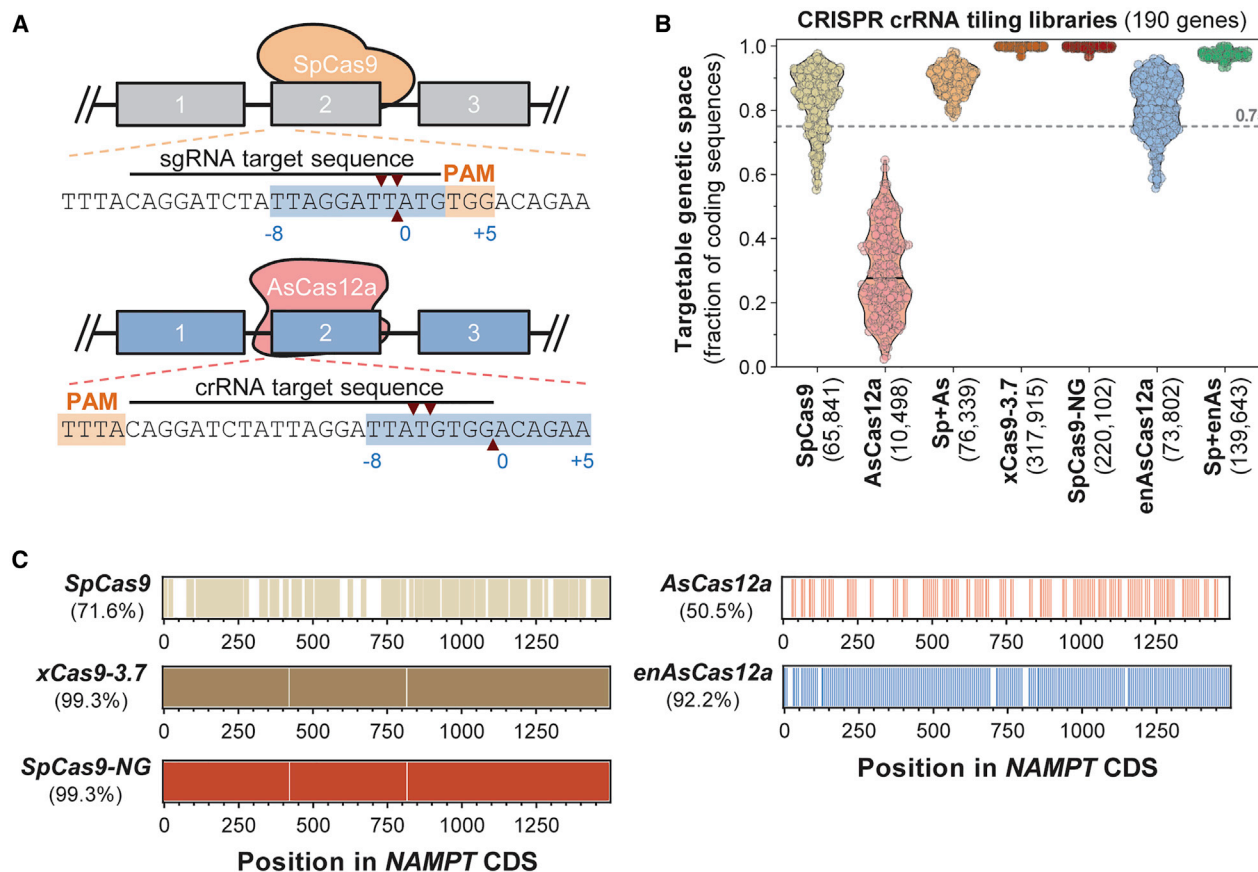 A
SpCas9
1 2 3
sgRNA target sequence
PAM
TTTACAGGATCTATTAGGATTATGTGGACAGAA
-8 0 +5
AsCas12a
1 2 3
crRNA target sequence
PAM
TTTACAGGATCTATTAGGATTATGTGGACAGAA
-8 0 +5
B
CRISPR crRNA tiling libraries (190 genes)
Targetable genetic space
(fraction of coding sequences)
1.0
0.8
0.6
0.4
0.2
0.0
0.7
SpCas9
(65,841)
AsCas12a
(10,498)
Sp+As
(76,339)
xCas9-3.7
(317,915)
SpCas9-NG
(220,102)
enAsCas12a
(73,802)
Sp+enAs
(139,643)
C
SpCas9
(71.6%)
0 250 500 750 1000 1250
xCas9-3.7
(99.3%)
0 250 500 750 1000 1250
SpCas9-NG
(99.3%)
0 250 500 750 1000 1250
Position in NAMPT CDS
AsCas12a
(50.5%)
0 250 500 750 1000 1250
enAsCas12a
(92.2%)
0 250 500 750 1000 1250
Position in NAMPT CDS